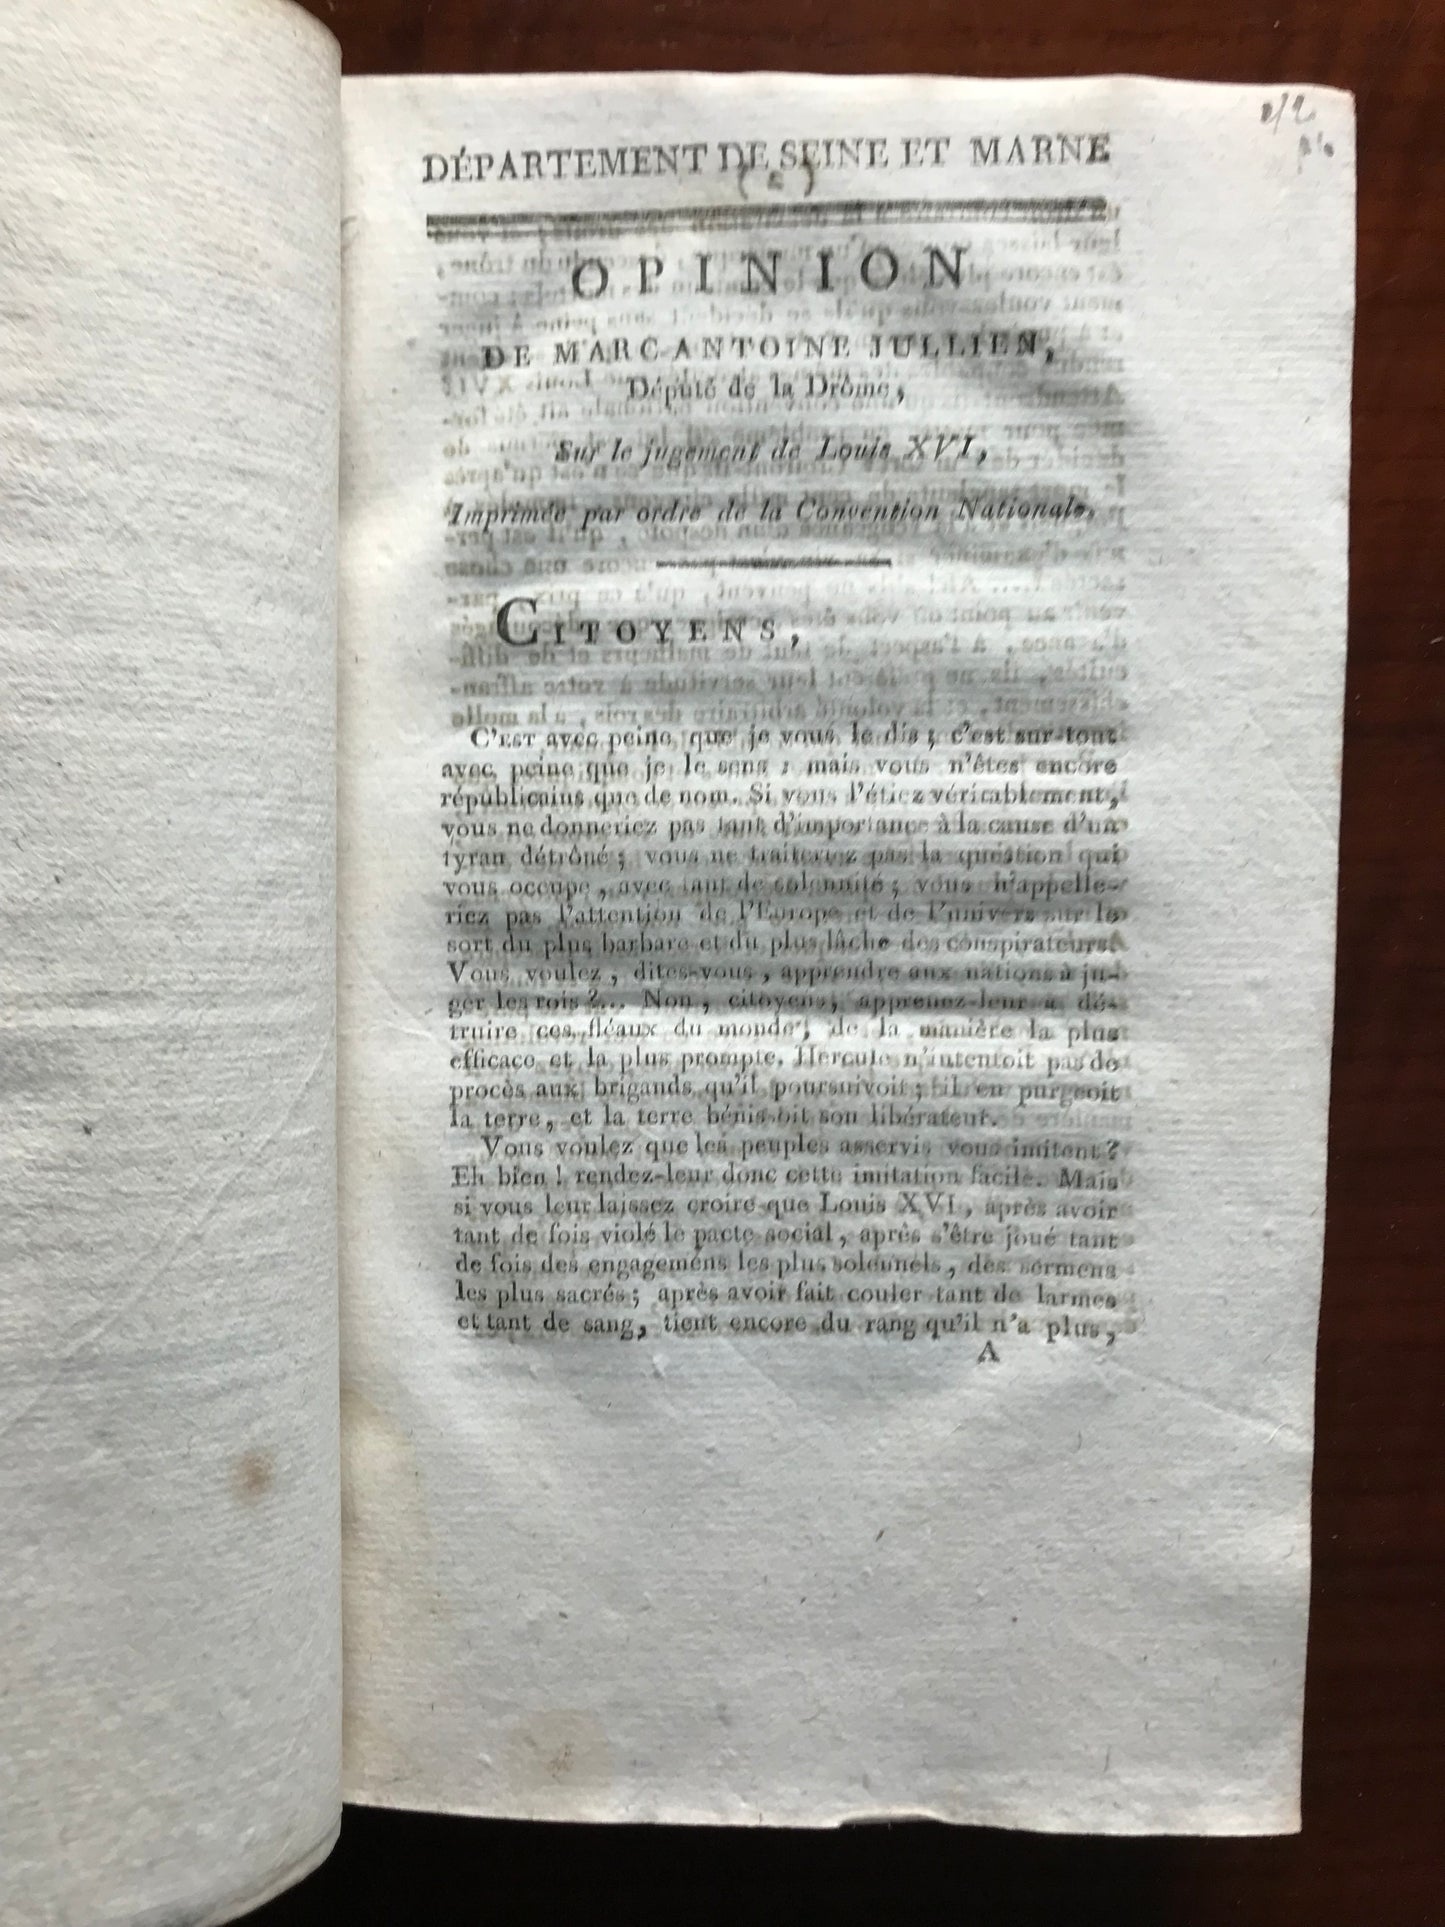 DÉPARTEMENT DE SEINE ET MARNE
( 2 )
OPINION
DE MARC-ANTOINE JULLIEN,
Député de la Drôme,
Sur le jugement de Louis XVI,
Imprimée par ordre de la Convention Nationale.
CITOYENS,
C'EST avec peine que je vous le dis ; c'est sur-tout
avec peine que je le sens : mais vous n'êtes encore
républicains que de nom. Si vous l'étiez véritablement,
vous ne donneriez pas tant d'importance à la cause d'un
tyran détrôné ; vous ne traiteriez pas la question qui
vous occupe, avec tant de solennité ; vous n'appelle-
riez pas l'attention de l'Europe et de l'univers sur le
sort du plus barbare et du plus lâche des conspirateurs.
Vous voulez, dites-vous, apprendre aux nations à ju-
ger les rois ?... Non, citoyens, apprenez-leur à dé-
truire ces fléaux du monde, de la manière la plus
efficace et la plus prompte. Hercule n'intentoit pas de
procès aux brigands qu'il poursuivoit ; il en purgeoit
la terre, et la terre bénissoit son libérateur.
Vous voulez que les peuples asservis vous imitent ?
Eh bien ! rendez-leur donc cette imitation facile. Mais
si vous leur laissez croire que Louis XVI, après avoir
tant de fois violé le pacte social, après s'être joué tant
de fois des engagemens les plus solennels, des sermens
les plus sacrés ; après avoir fait couler tant de larmes
et tant de sang, tient encore du rang qu'il n'a plus,
A